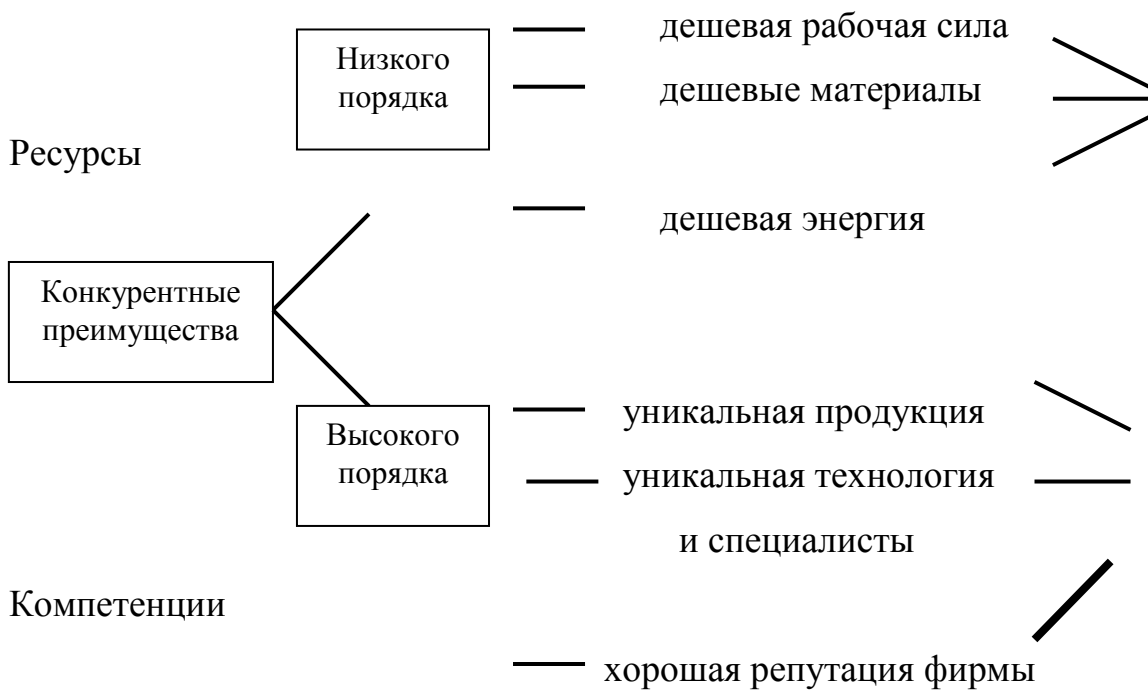 дешевая рабочая сила
Низкого
порядка
дешевые материалы
Ресурсы
дешевая энергия
Конкурентные
преимущества
уникальная продукция
Высокого
порядка
уникальная технология
и специалисты
Компетенции
хорошая репутация фирмы